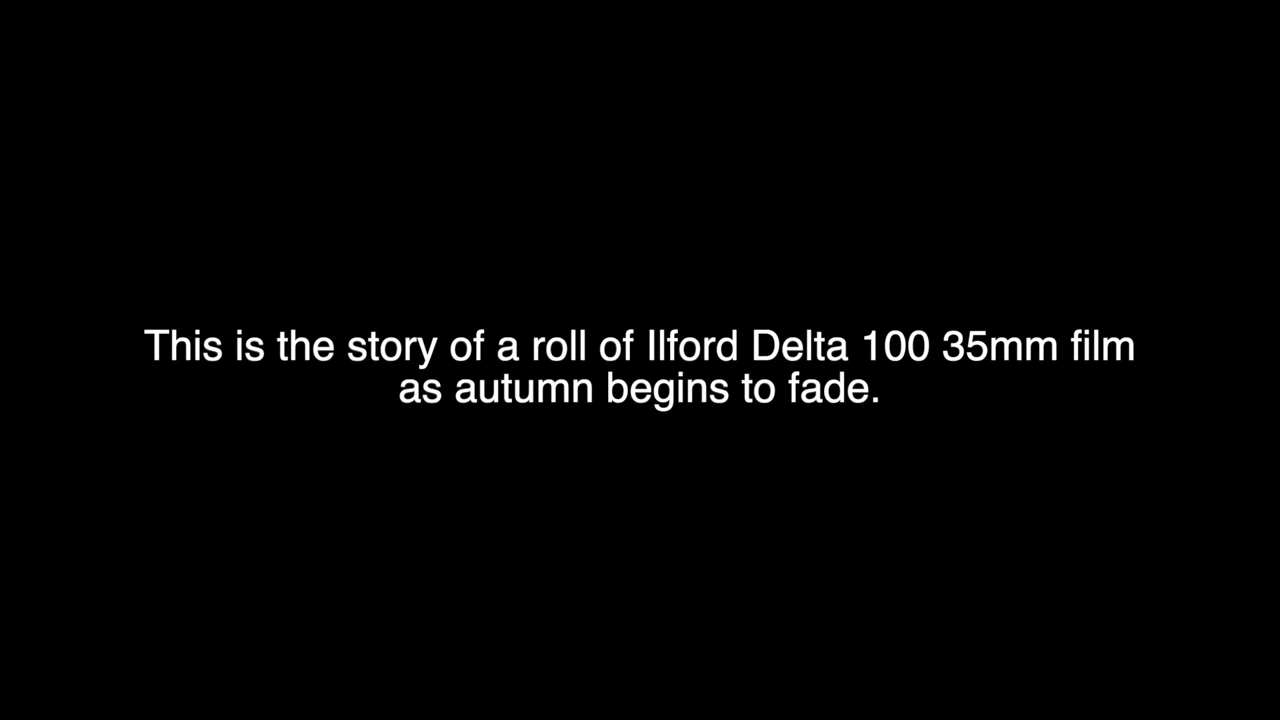 This is the story of a roll of Ilford Delta 100 35mm film
as autumn begins to fade.